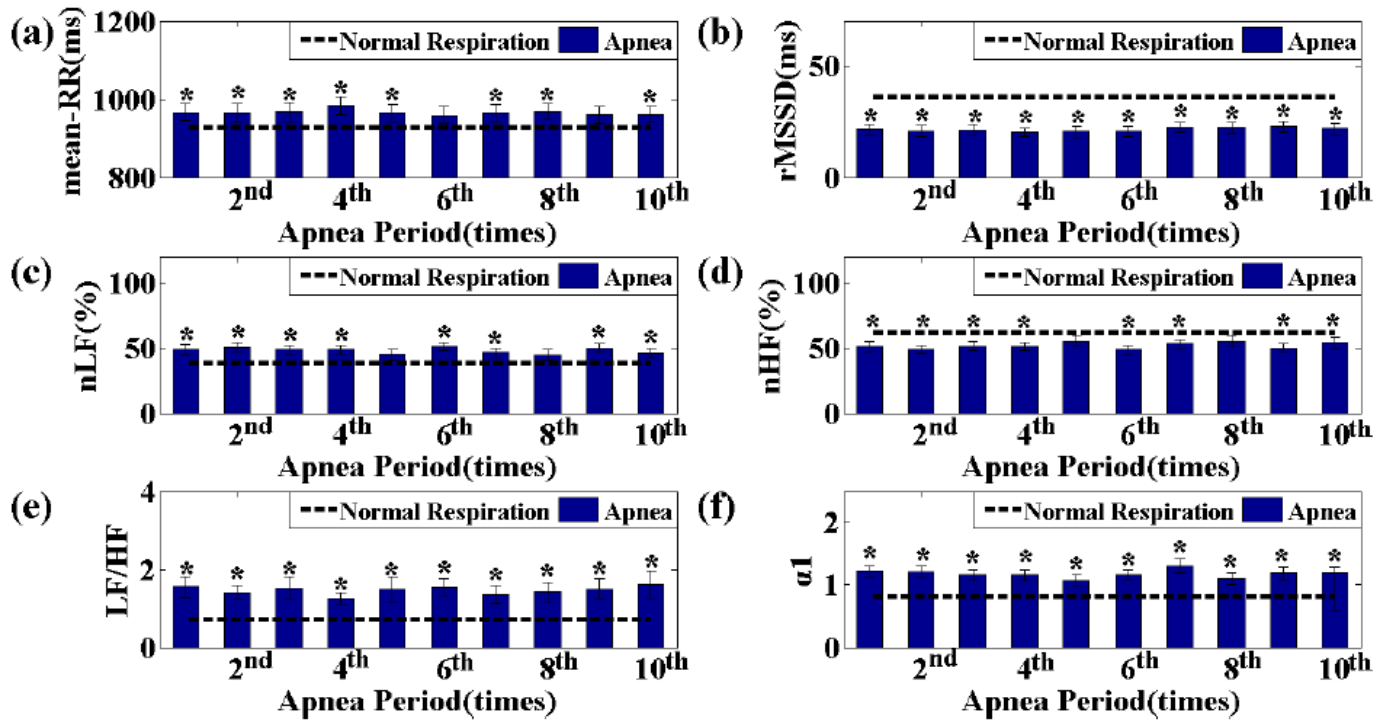 (a)
mean-RR(ms)
1200
1000
800
Normal Respiration Apnea
* * * * * * * *
2nd 4th 6th 8th 10th
Apnea Period(times)
(b)
rMSSD(ms)
50
0
Normal Respiration Apnea
* * * * * * * * * *
2nd 4th 6th 8th 10th
Apnea Period(times)
(c)
nLF(%)
100
50
0
Normal Respiration Apnea
* * * * * * * *
2nd 4th 6th 8th 10th
Apnea Period(times)
(d)
nHF(%)
100
50
0
Normal Respiration Apnea
* * * * * * * *
2nd 4th 6th 8th 10th
Apnea Period(times)
(e)
LF/HF
4
2
0
Normal Respiration Apnea
* * * * * * * * * *
2nd 4th 6th 8th 10th
Apnea Period(times)
(f)
α1
2
1
0
Normal Respiration Apnea
* * * * * * * * * *
2nd 4th 6th 8th 10th
Apnea Period(times)